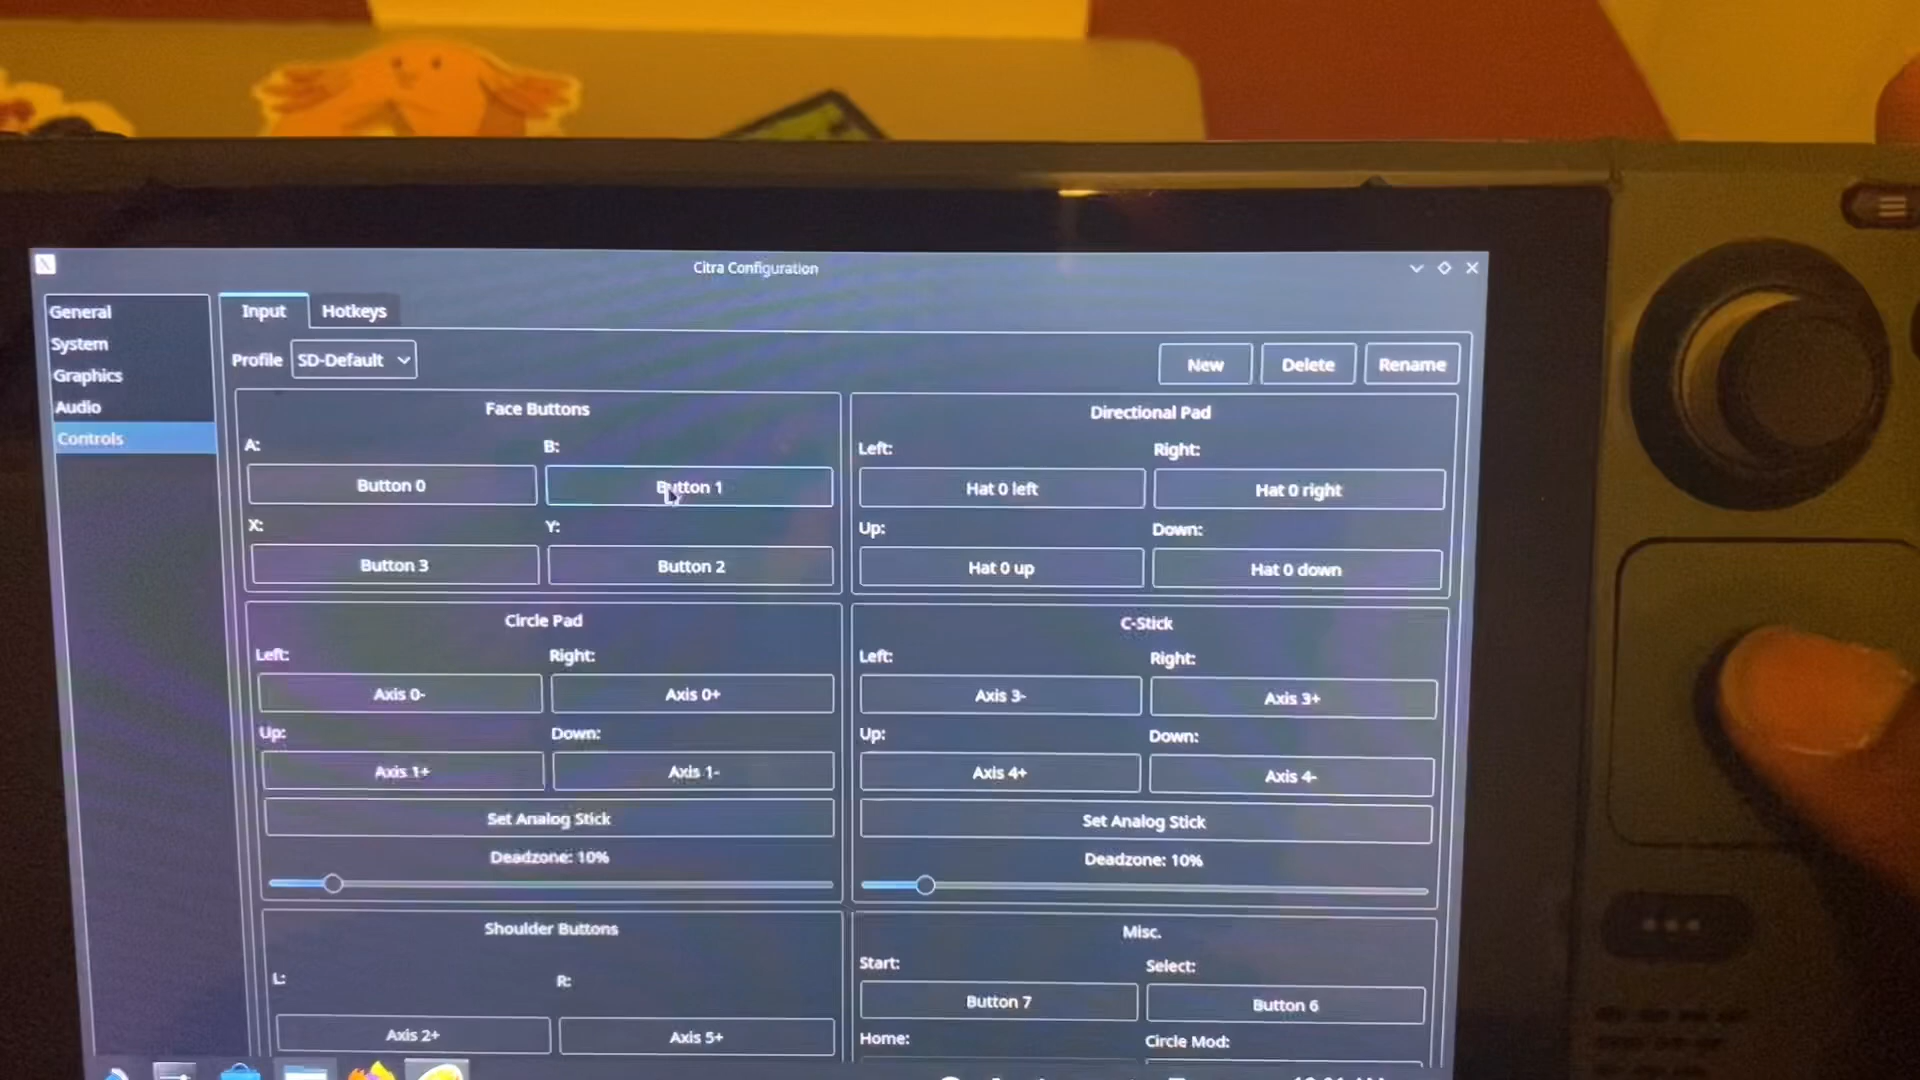 Citra Configuration
General
System
Graphics
Audio
Controls
Input
Hotkeys
Profile
SD-Default
New
Delete
Rename
Face Buttons
A:
B:
Button 0
Button 1
X:
Y:
Button 3
Button 2
Directional Pad
Left:
Right:
Hat 0 left
Hat 0 right
Up:
Down:
Hat 0 up
Hat 0 down
Circle Pad
Left:
Right:
Axis 0-
Axis 0+
Up:
Down:
Axis 1+
Axis 1-
Set Analog Stick
Deadzone: 10%
C-Stick
Left:
Right:
Axis 3-
Axis 3+
Up:
Down:
Axis 4+
Axis 4-
Set Analog Stick
Deadzone: 10%
Shoulder Buttons
L:
R:
Axis 2+
Axis 5+
Misc.
Start:
Select:
Button 7
Button 6
Home:
Circle Mod: